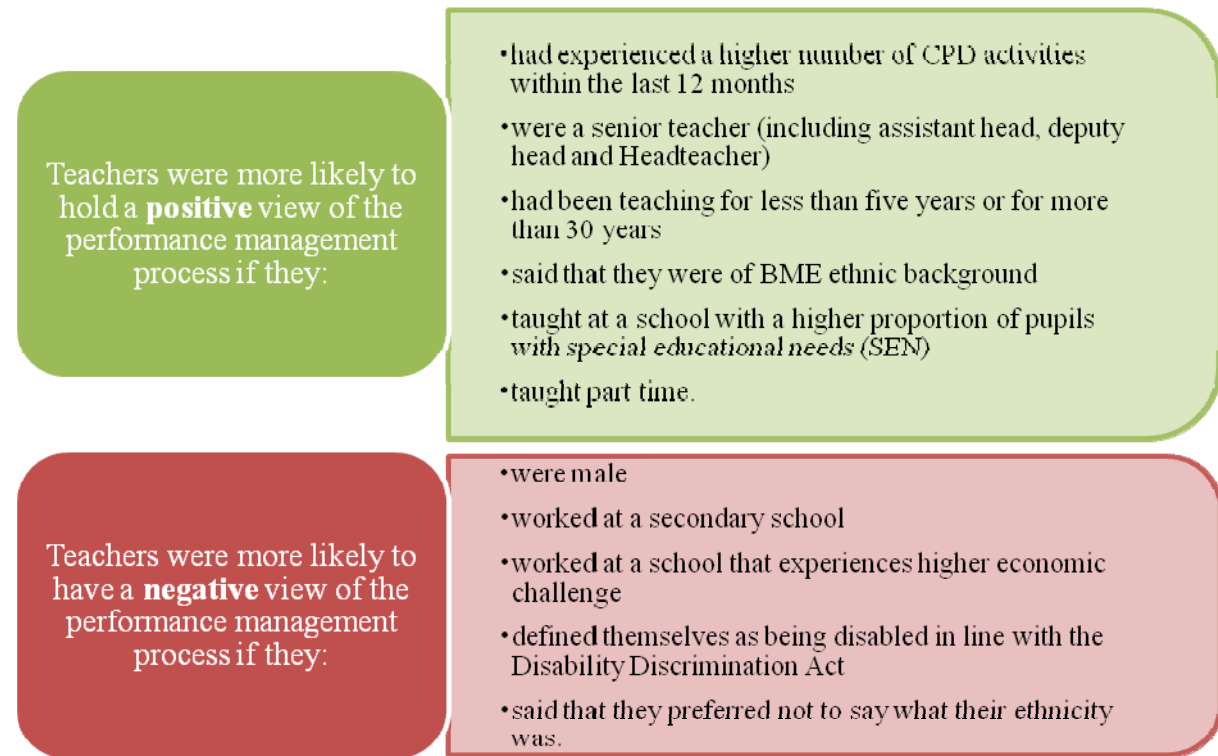 Teachers were more likely to
hold a positive view of the
performance management
process if they:
•had experienced a higher number of CPD activities
within the last 12 months
•were a senior teacher (including assistant head, deputy
head and Headteacher)
•had been teaching for less than five years or for more
than 30 years
•said that they were of BME ethnic background
•taught at a school with a higher proportion of pupils
with special educational needs (SEN)
•taught part time.
Teachers were more likely to
have a negative view of the
performance management
process if they:
•were male
•worked at a secondary school
•worked at a school that experiences higher economic
challenge
•defined themselves as being disabled in line with the
Disability Discrimination Act
•said that they preferred not to say what their ethnicity
was.